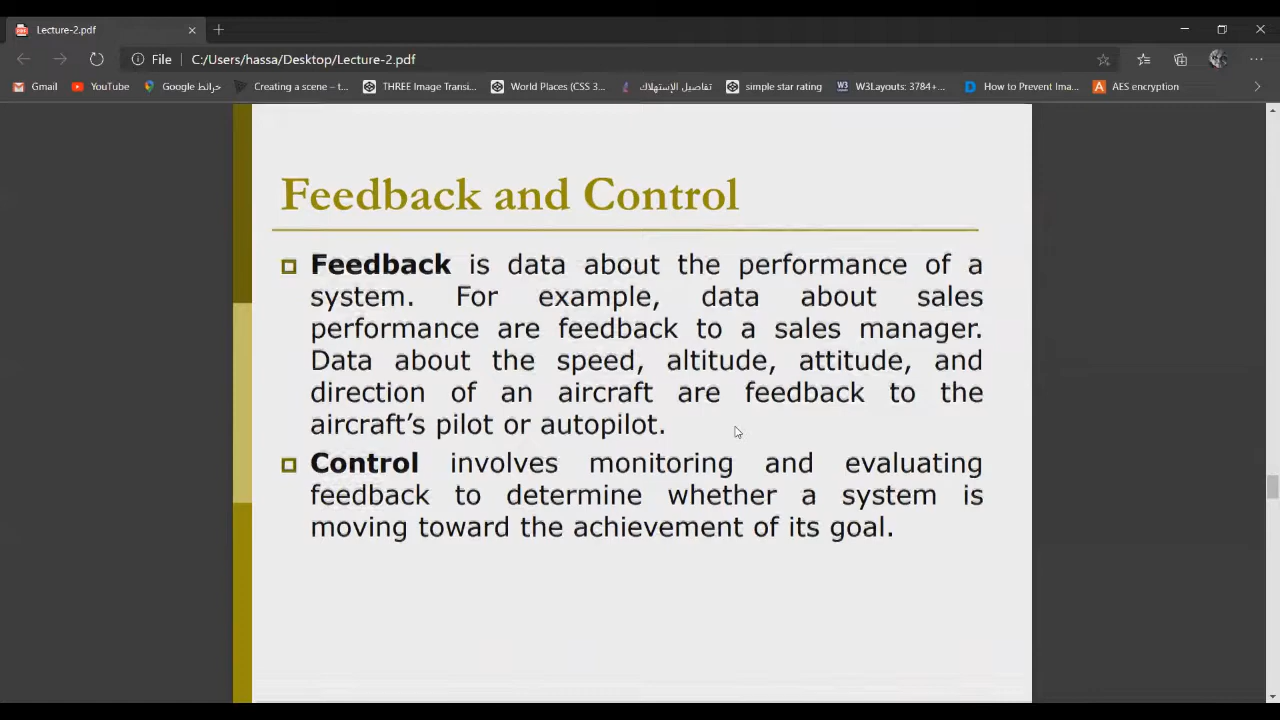 Lecture-2.pdf
File
C:/Users/hassa/Desktop/Lecture-2.pdf
Gmail YouTube خرائط Google Creating a scene – t... THREE Image Transi... World Places (CSS 3... تفاصيل الإستهلاك simple star rating W3Layouts: 3784+... How to Prevent Ima... AES encryption
Feedback and Control
Feedback is data about the performance of a
system. For example, data about sales
performance are feedback to a sales manager.
Data about the speed, altitude, attitude, and
direction of an aircraft are feedback to the
aircraft’s pilot or autopilot.
Control involves monitoring and evaluating
feedback to determine whether a system is
moving toward the achievement of its goal.